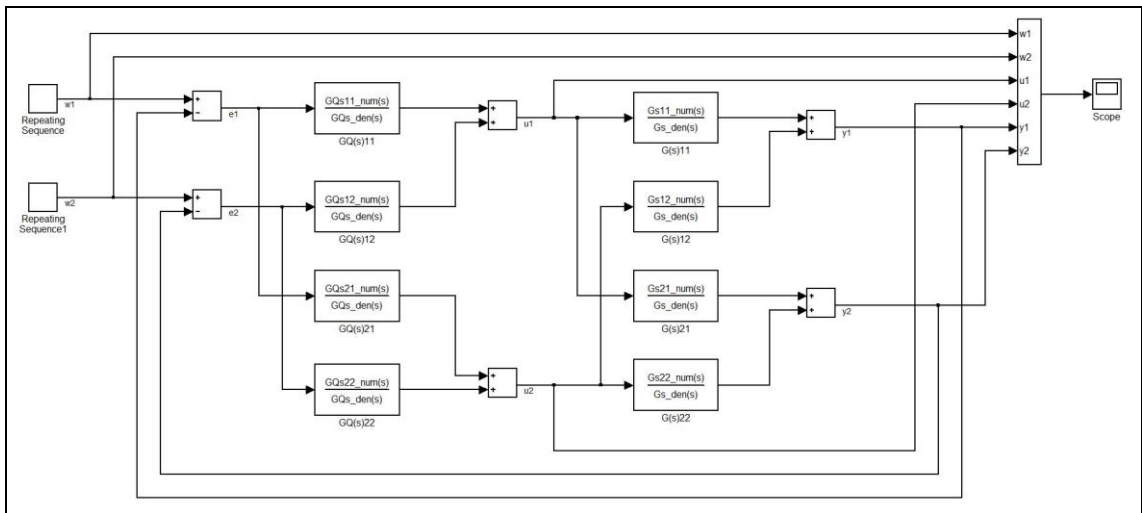 w1
w2
u1
u2
y1
y2
Scope
w1
Repeating
Sequence
w2
Repeating
Sequence1
+
−
e1
+
−
e2
GQs11_num(s)
GQs_den(s)
GQ(s)11
GQs12_num(s)
GQs_den(s)
GQ(s)12
GQs21_num(s)
GQs_den(s)
GQ(s)21
GQs22_num(s)
GQs_den(s)
GQ(s)22
+
+
u1
+
+
u2
Gs11_num(s)
Gs_den(s)
G(s)11
Gs12_num(s)
Gs_den(s)
G(s)12
Gs21_num(s)
Gs_den(s)
G(s)21
Gs22_num(s)
Gs_den(s)
G(s)22
+
+
y1
+
+
y2